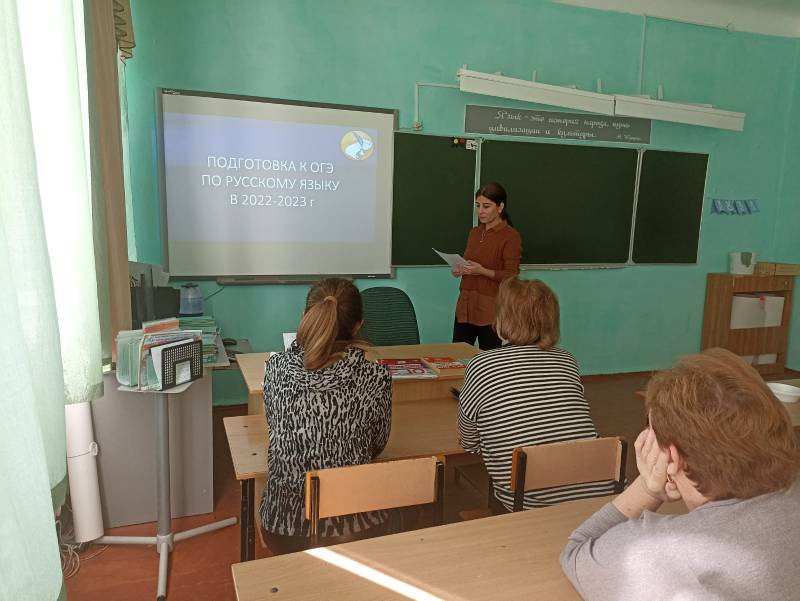 ПОДГОТОВКА К ОГЭ
ПО РУССКОМУ ЯЗЫКУ
В 2022-2023 г
Язык - это история народа, путь
цивилизации и культуры.